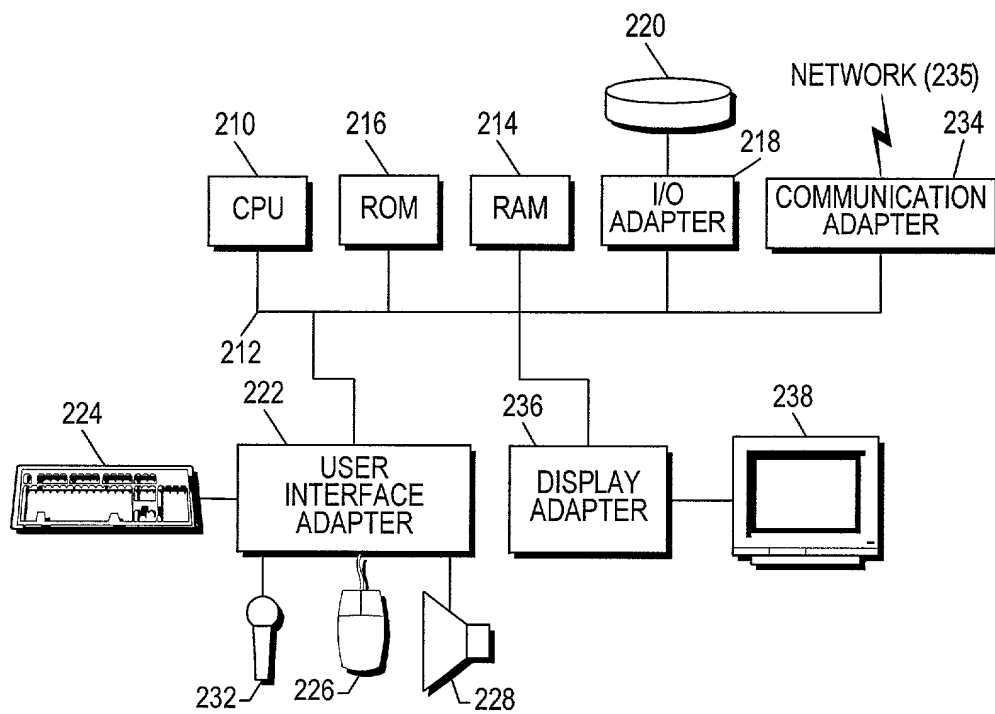 220
NETWORK (235)
210
216
214
218
234
CPU
ROM
RAM
I/O
ADAPTER
COMMUNICATION
ADAPTER
212
224
222
236
238
USER
INTERFACE
ADAPTER
DISPLAY
ADAPTER
232
226
228